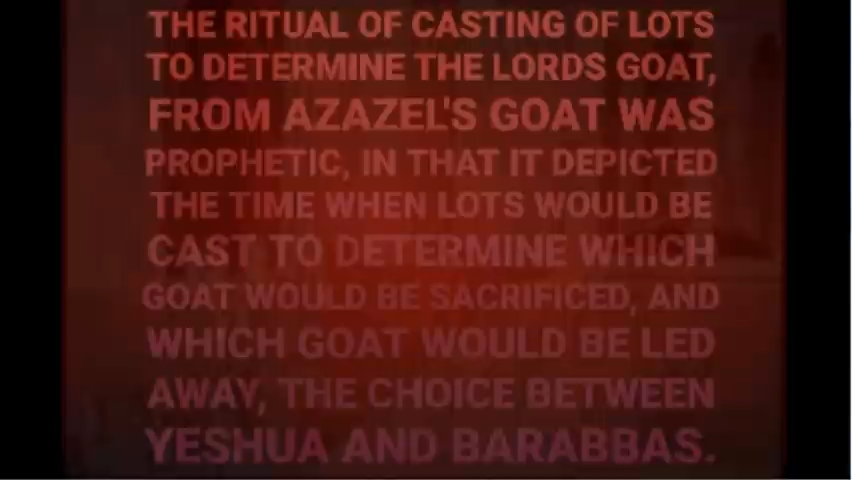 THE RITUAL OF CASTING OF LOTS
TO DETERMINE THE LORDS GOAT,
FROM AZAZEL'S GOAT WAS
PROPHETIC, IN THAT IT DEPICTED
THE TIME WHEN LOTS WOULD BE
CAST TO DETERMINE WHICH
GOAT WOULD BE SACRIFICED, AND
WHICH GOAT WOULD BE LED
AWAY, THE CHOICE BETWEEN
YESHUA AND BARABBAS.